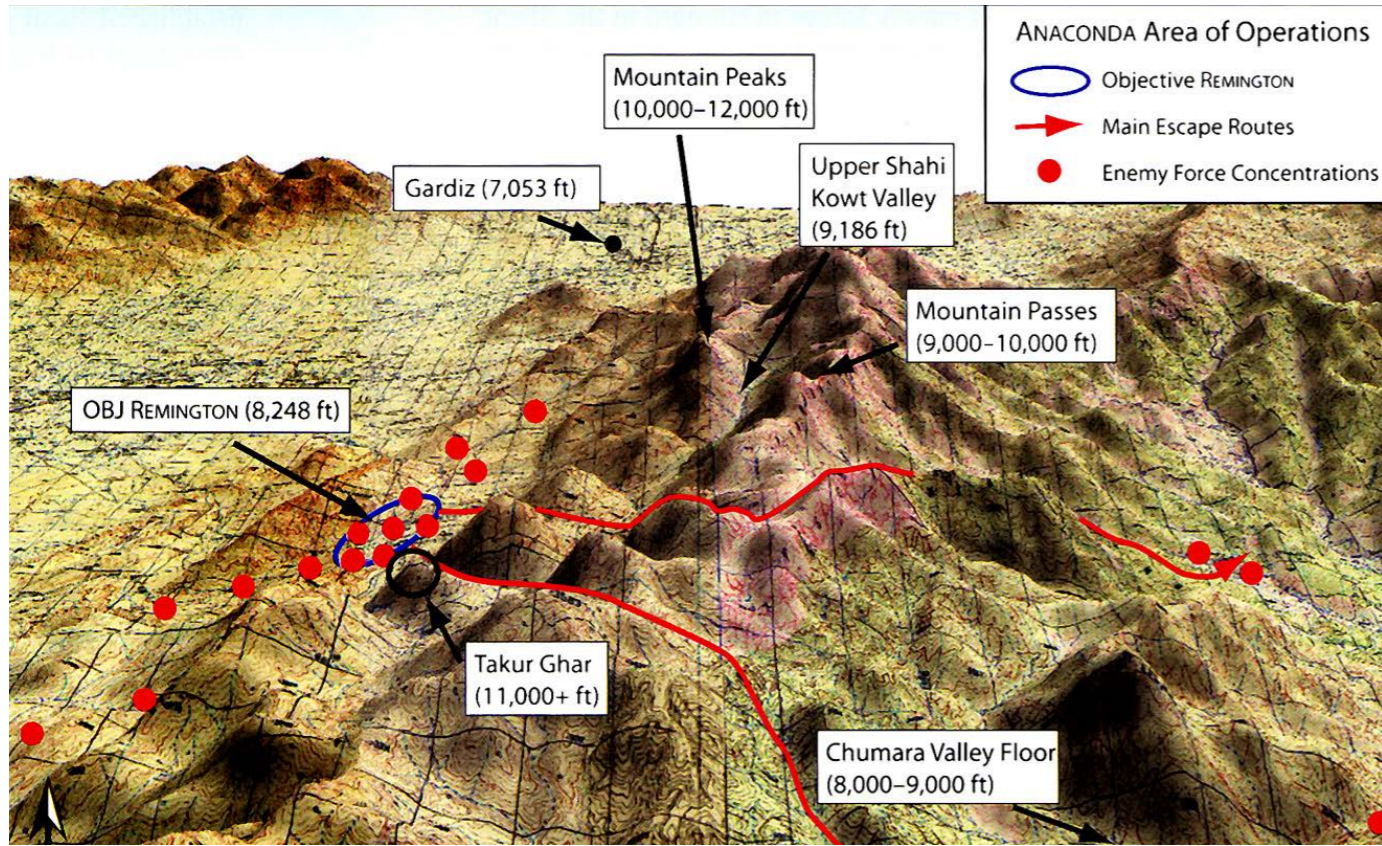 ANACONDA Area of Operations
Objective REMINGTON
Main Escape Routes
Enemy Force Concentrations
Mountain Peaks
(10,000–12,000 ft)
Gardiz (7,053 ft)
Upper Shahi
Kowt Valley
(9,186 ft)
Mountain Passes
(9,000–10,000 ft)
OBJ REMINGTON (8,248 ft)
Takur Ghar
(11,000+ ft)
Chumara Valley Floor
(8,000–9,000 ft)